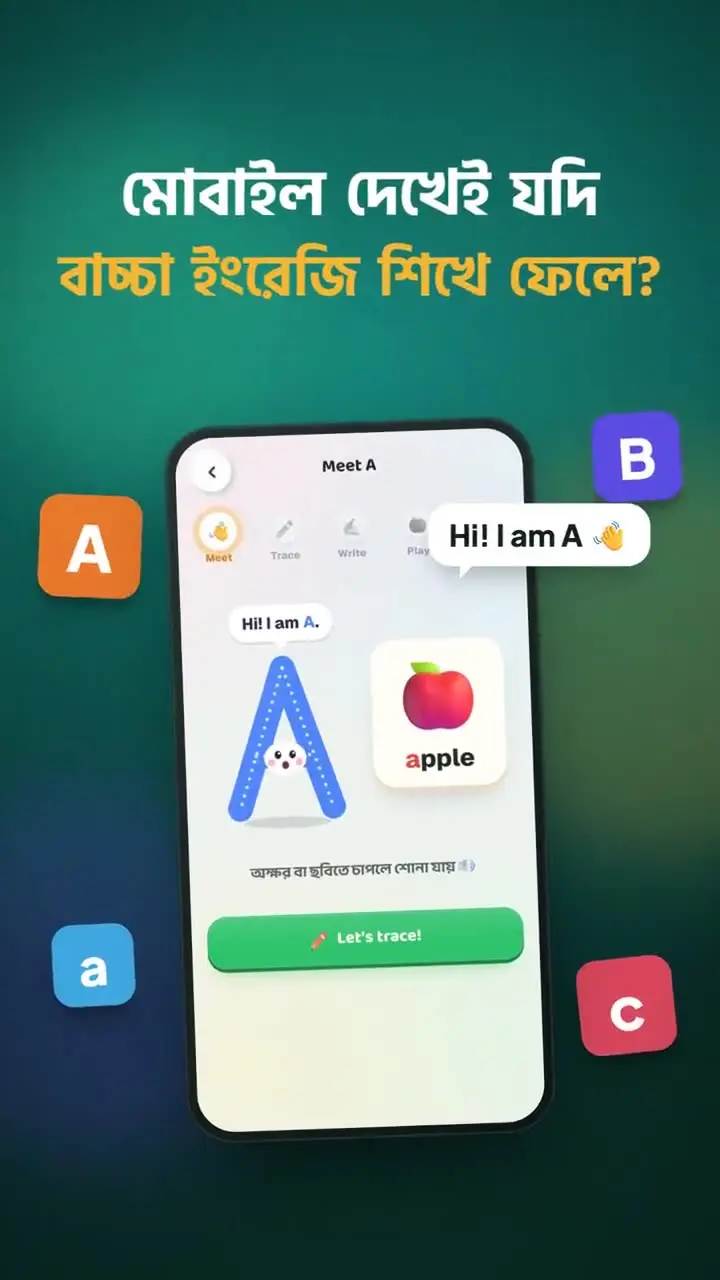 মোবাইল দেখেই যদি
বাচ্চা ইংরেজি শিখে ফেলে?
Meet A
B
A
Hi! I am A 👋
Meet
Trace
Write
Play
Hi! I am A.
apple
অক্ষর বা ছবিতে চাপলে শোনা যায় 🔊
Let's trace!
a
c